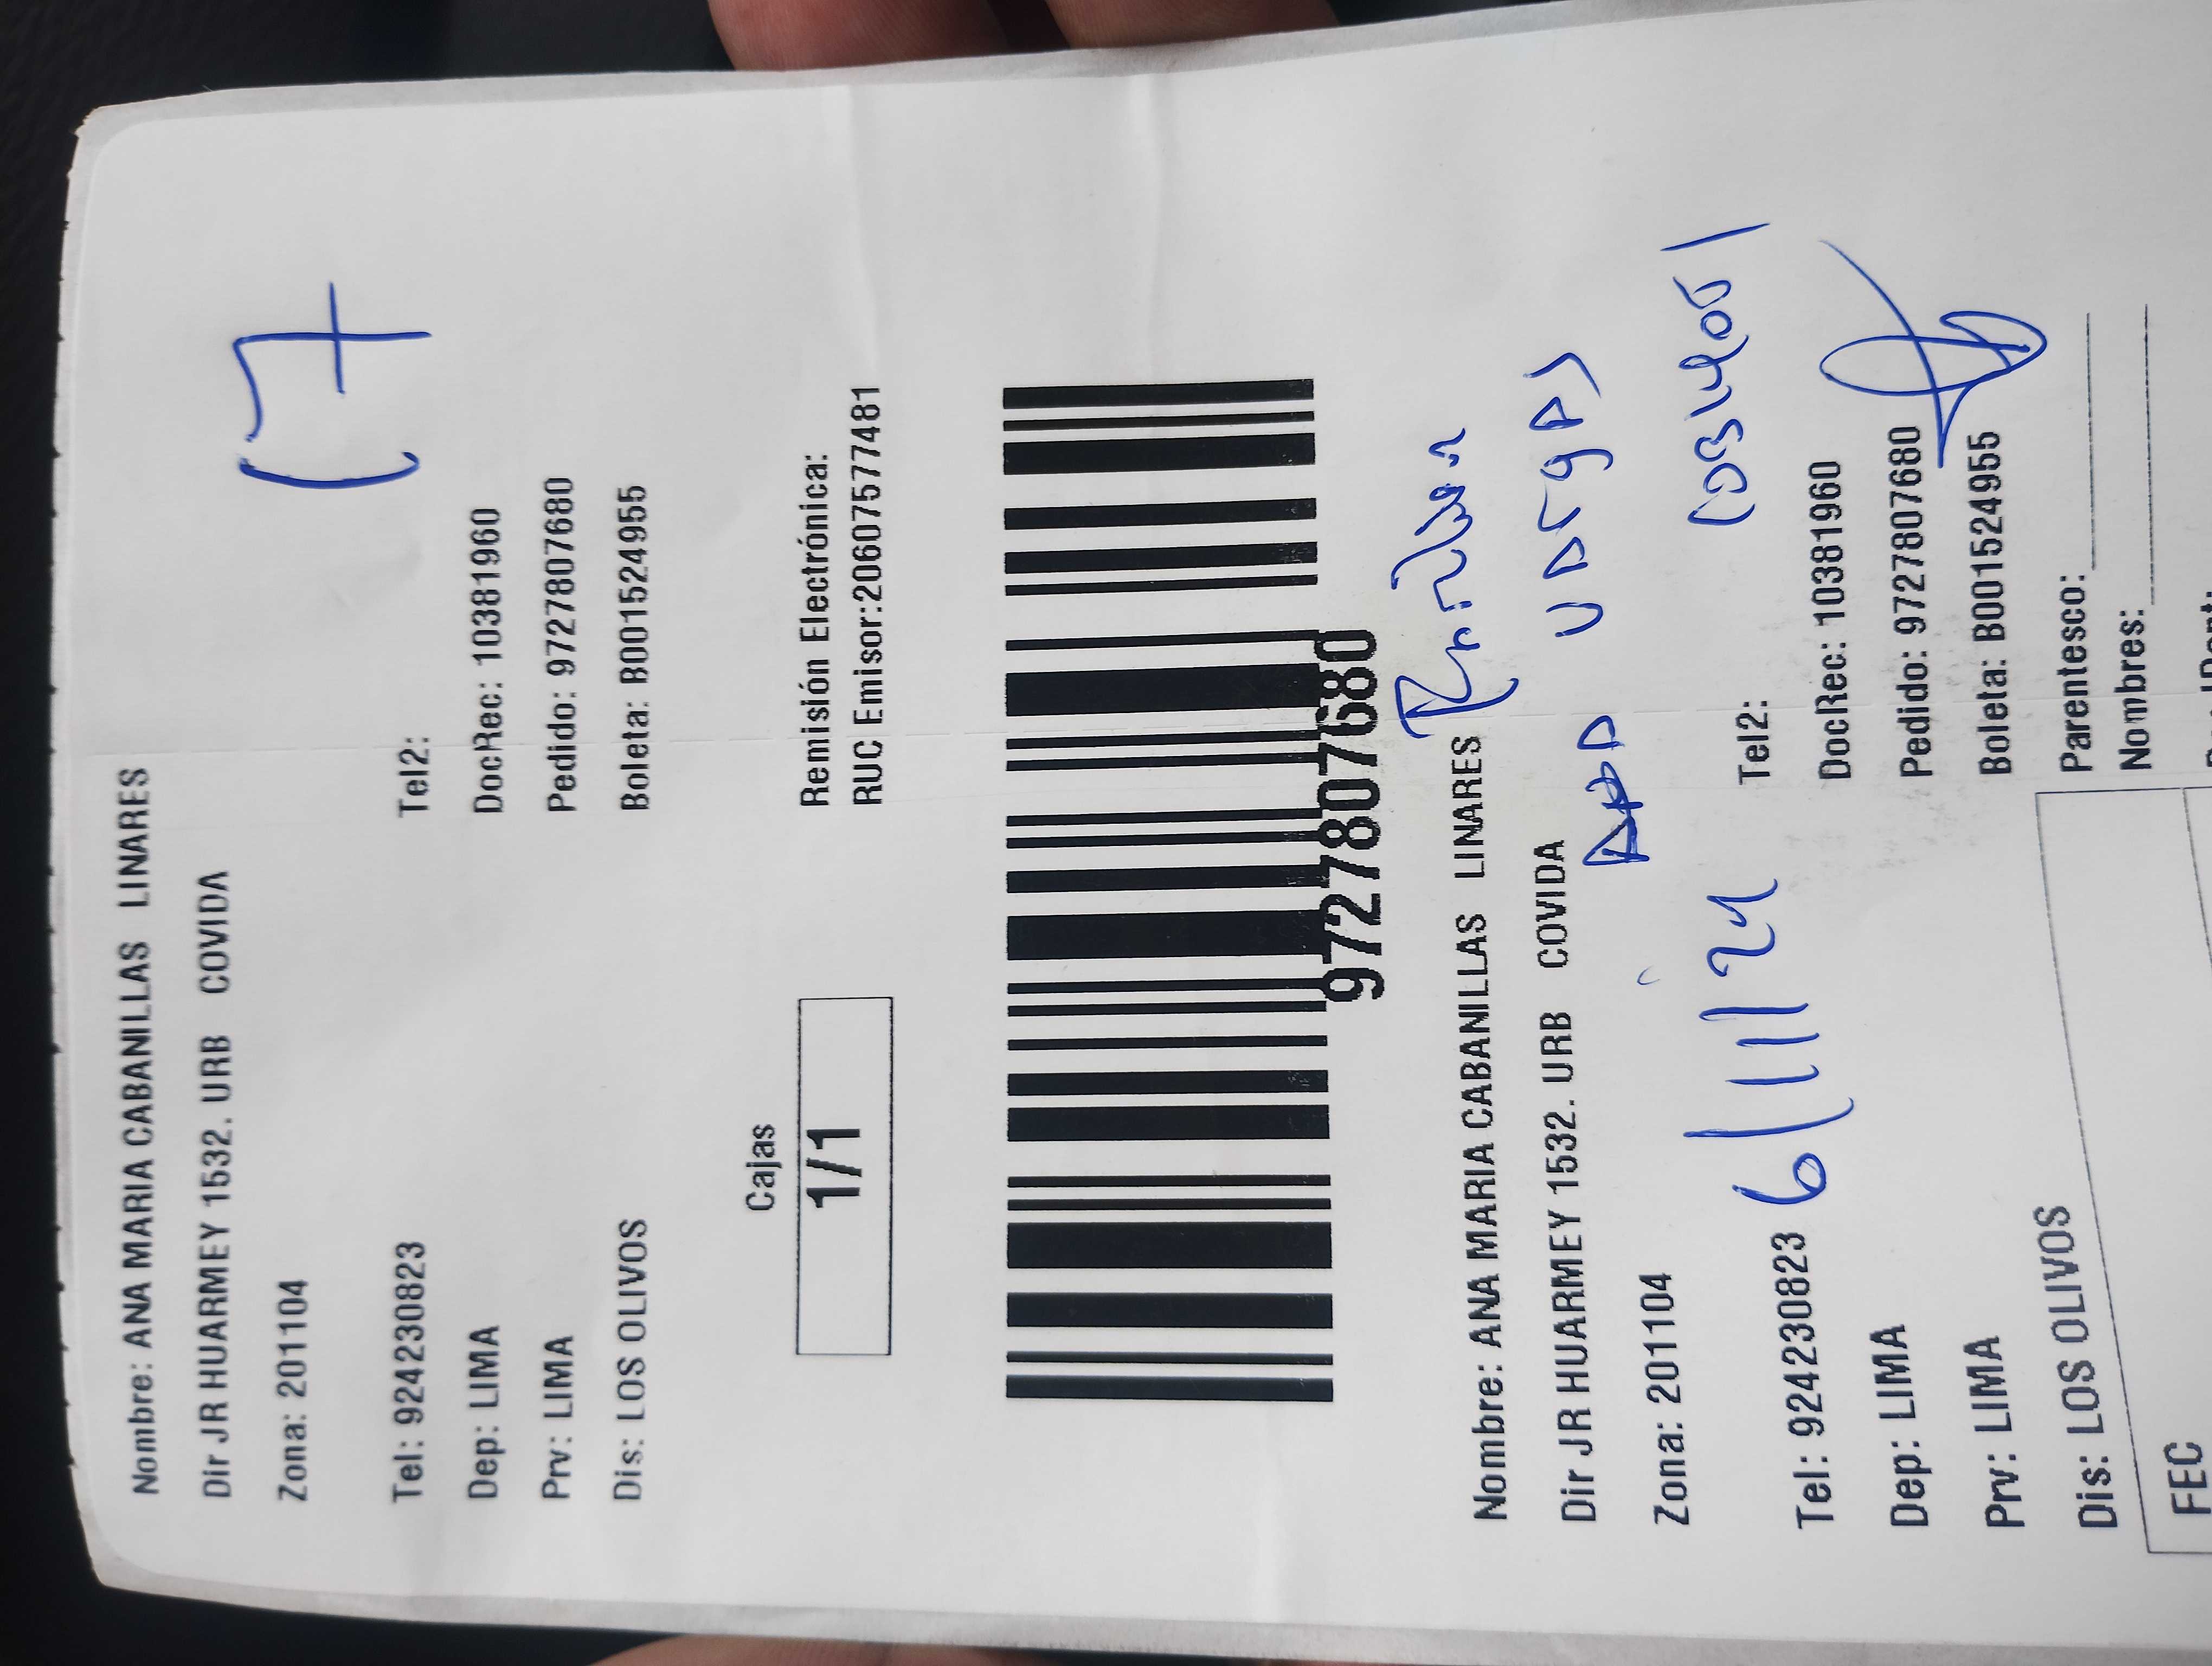 Nombre: ANA MARIA CABANILLAS LINARES
Dir JR HUARMEY 1532. URB COVIDA
Zona: 201104
Tel: 924230823 Tel2:
Dep: LIMA DocRec: 10381960
Prv: LIMA Pedido: 9727807680
Dis: LOS OLIVOS Boleta: B001524955
Cajas
1/1
Remisión Electrónica:
RUC Emisor:20607577481
9727807680
Nombre: ANA MARIA CABANILLAS LINARES
Dir JR HUARMEY 1532. URB COVIDA
Zona: 201104
6/11/24
Tel: 924230823 Tel2:
Dep: LIMA DocRec: 10381960
Prv: LIMA Pedido: 9727807680
Dis: LOS OLIVOS Boleta: B001524955
Parentesco:
Nombres:
FEC